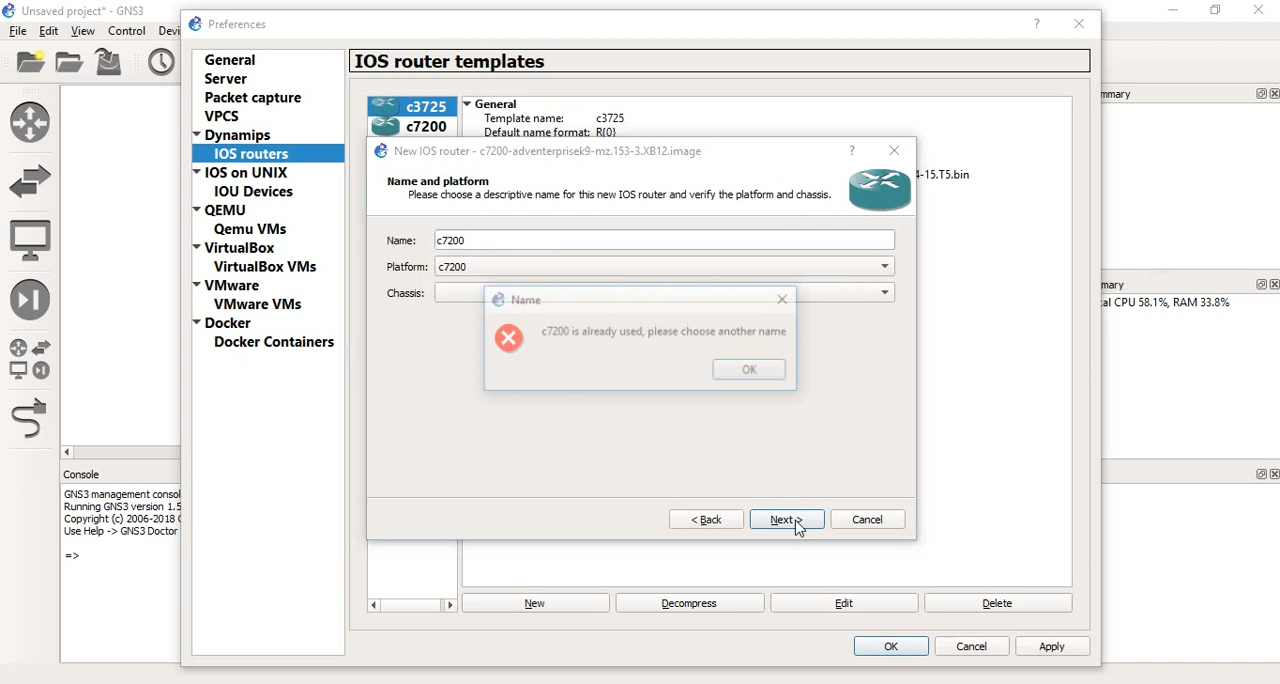 Unsaved project* - GNS3
File Edit View Control Devi
Preferences
General
Server
Packet capture
VPCS
Dynamips
IOS routers
IOS on UNIX
IOU Devices
QEMU
Qemu VMs
VirtualBox
VirtualBox VMs
VMware
VMware VMs
Docker
Docker Containers
IOS router templates
c3725
c7200
General
Template name: c3725
Default name format: R{0}
4-15.T5.bin
New IOS router - c7200-adventerprisek9-mz.153-3.XB12.image
Name and platform
Please choose a descriptive name for this new IOS router and verify the platform and chassis.
Name: c7200
Platform: c7200
Chassis:
Name
c7200 is already used, please choose another name
OK
< Back
Next >
Cancel
New
Decompress
Edit
Delete
OK
Cancel
Apply
mmary
mary
al CPU 58.1%, RAM 33.8%
Console
GNS3 management consol
Running GNS3 version 1.5
Copyright (c) 2006-2018 G
Use Help -> GNS3 Doctor
=>